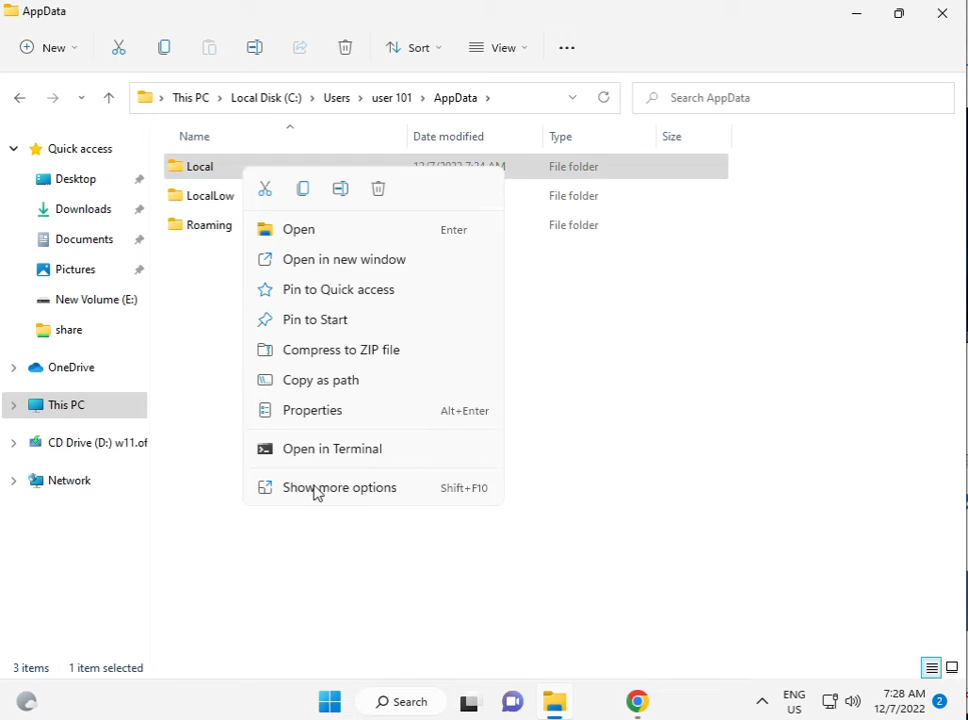 AppData
New
Sort
View
This PC > Local Disk (C:) > Users > user 101 > AppData >
Search AppData
Name Date modified Type Size
Quick access
Desktop
Downloads
Documents
Pictures
New Volume (E:)
share
OneDrive
This PC
CD Drive (D:) w11.of
Network
Local 12/7/2022 7:24 AM File folder
LocalLow File folder
Roaming File folder
Open Enter
Open in new window
Pin to Quick access
Pin to Start
Compress to ZIP file
Copy as path
Properties Alt+Enter
Open in Terminal
Show more options Shift+F10
3 items 1 item selected
Search
ENG
US
7:28 AM
12/7/2022
2